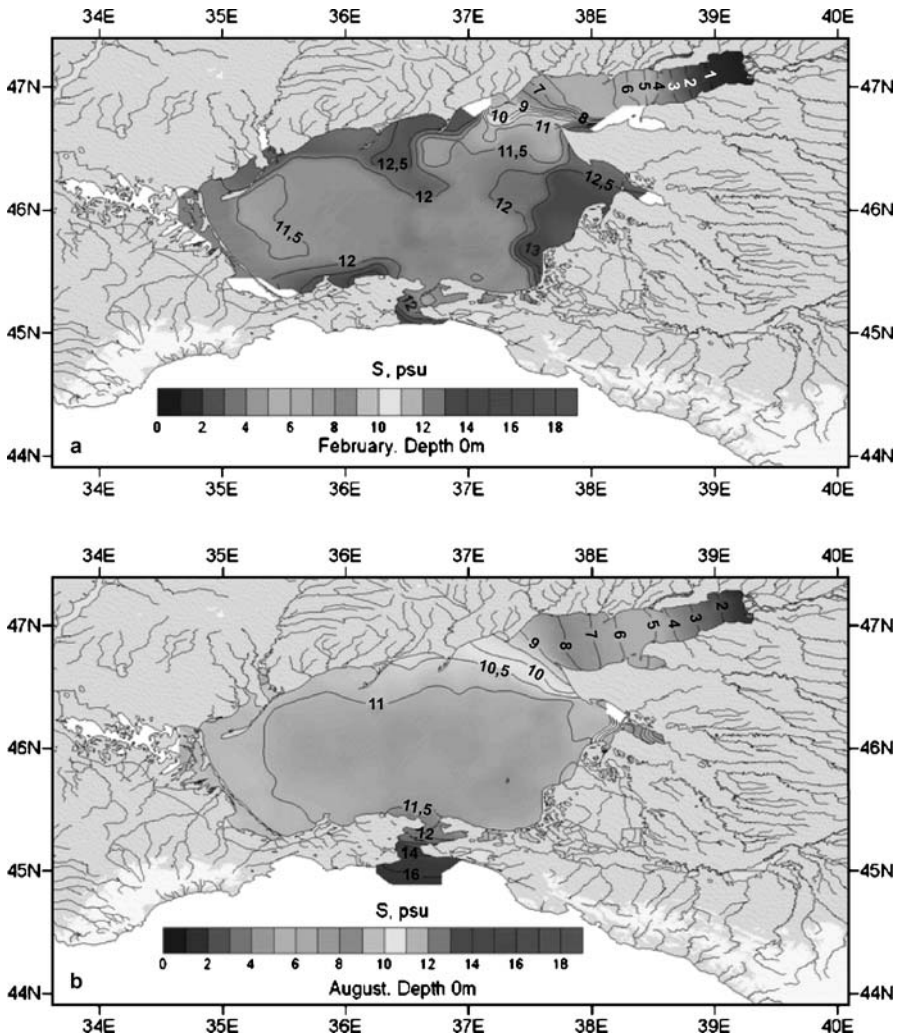 34E 35E 36E 37E 38E 39E 40E
47N 47N
7 6 5 4 3 2 1
9
10 8
11
12,5 11,5 12,5
46N 12 12 46N
11,5
12 13
12
45N 45N
S, psu
0 2 4 6 8 10 12 14 16 18
a February. Depth 0m
44N 44N
34E 35E 36E 37E 38E 39E 40E
34E 35E 36E 37E 38E 39E 40E
47N 47N
9 8 7 6 5 4 3 2
10,5 10
11
46N 46N
11,5
12
14
45N 16 45N
S, psu
0 2 4 6 8 10 12 14 16 18
b August. Depth 0m
44N 44N
34E 35E 36E 37E 38E 39E 40E